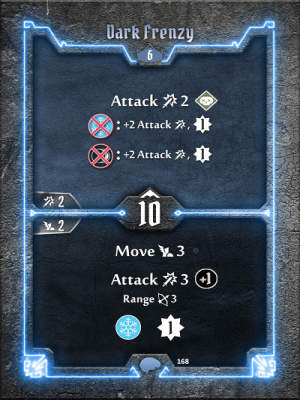 Dark Frenzy
6
Attack 2
: +2 Attack , 1
: +2 Attack , 1
2
10
2
Move 3
Attack 3 +1
Range 3
1
168